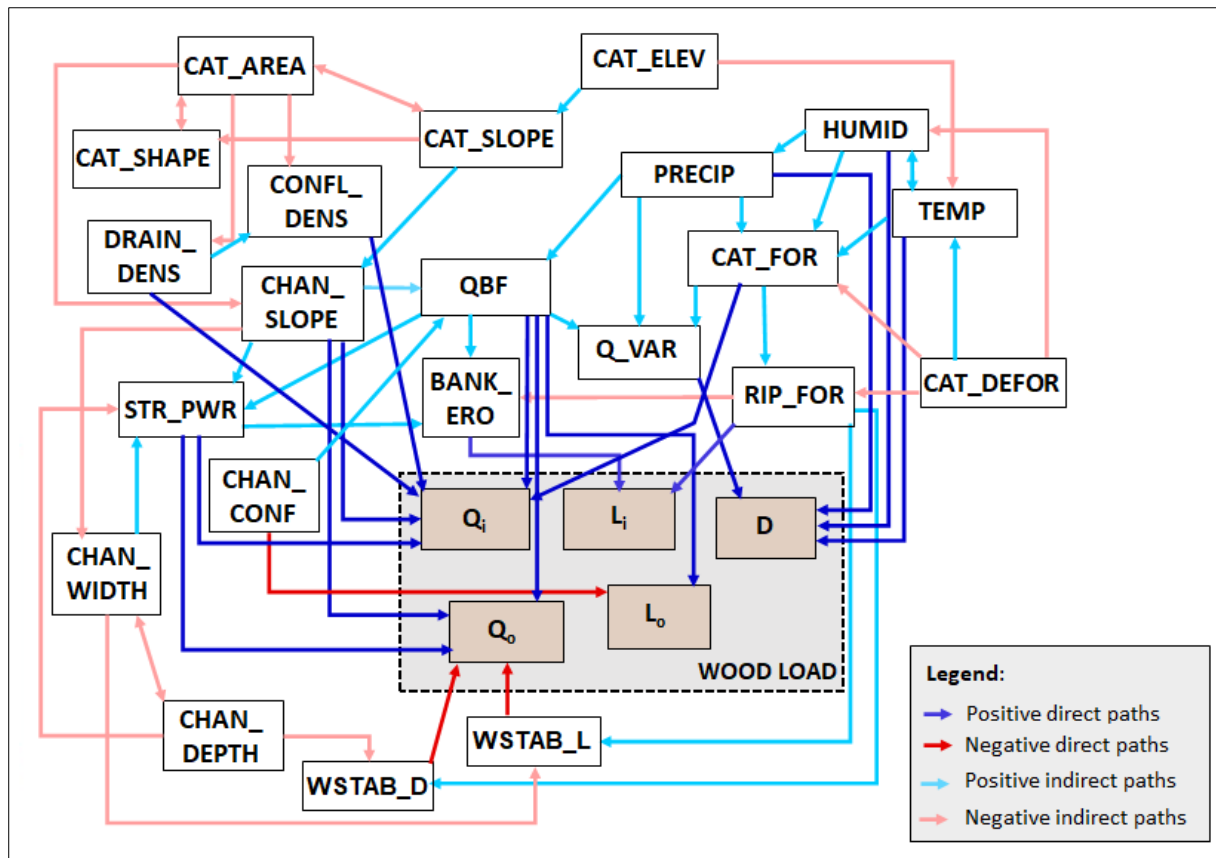 CAT_AREA
CAT_ELEV
CAT_SLOPE
HUMID
CAT_SHAPE
PRECIP
CONFL_
DENS
TEMP
DRAIN_
DENS
CAT_FOR
CHAN_
SLOPE
QBF
Q_VAR
BANK_
ERO
RIP_FOR
CAT_DEFOR
STR_PWR
CHAN_
CONF
Qi
Li
D
CHAN_
WIDTH
Qo
Lo
WOOD LOAD
CHAN_
DEPTH
WSTAB_L
WSTAB_D
Legend:
Positive direct paths
Negative direct paths
Positive indirect paths
Negative indirect paths